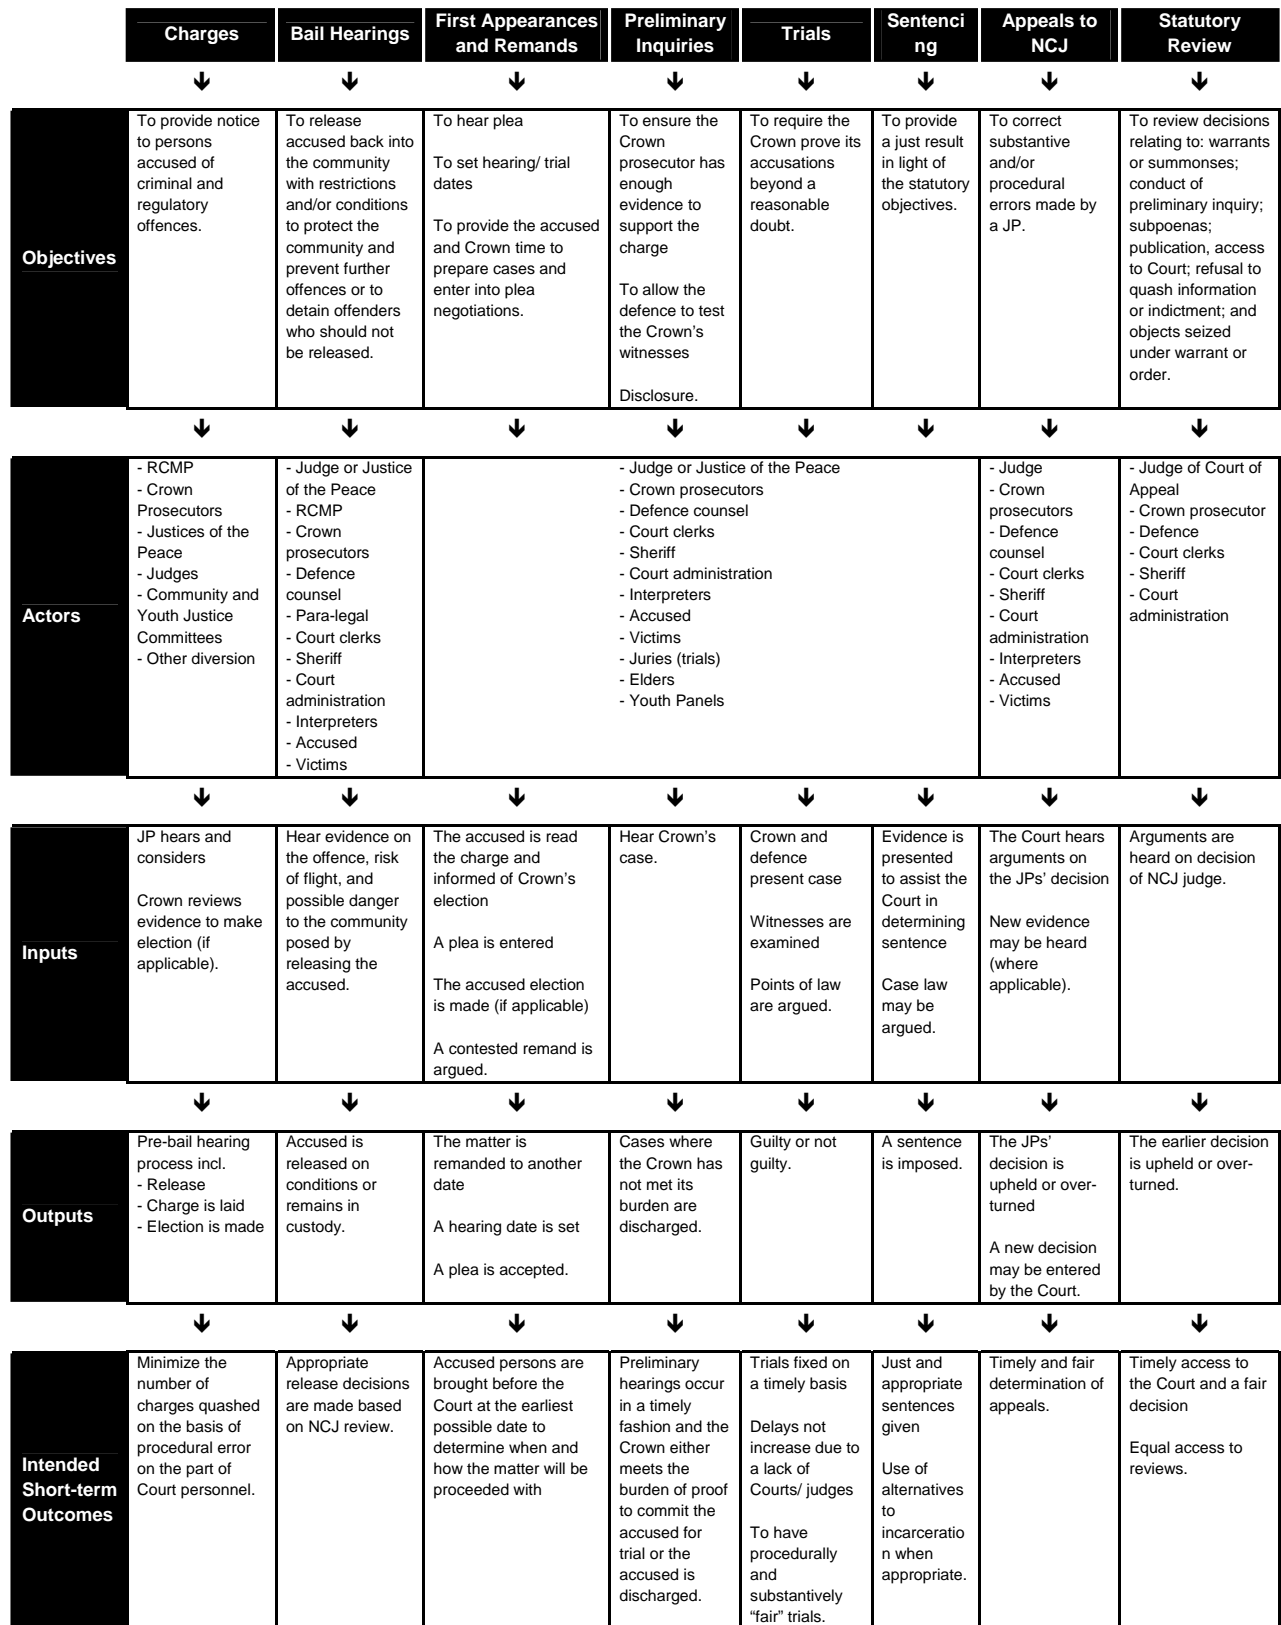 Charges
Bail Hearings
First Appearances
and Remands
Preliminary
Inquiries
Trials
Sentenci
ng
Appeals to
NCJ
Statutory
Review
Objectives
To provide notice
to persons
accused of
criminal and
regulatory
offences.
To release
accused back into
the community
with restrictions
and/or conditions
to protect the
community and
prevent further
offences or to
detain offenders
who should not
be released.
To hear plea
To set hearing/ trial
dates
To provide the accused
and Crown time to
prepare cases and
enter into plea
negotiations.
To ensure the
Crown
prosecutor has
enough
evidence to
support the
charge
To allow the
defence to test
the Crown's
witnesses
Disclosure.
To require the
Crown prove its
accusations
beyond a
reasonable
doubt.
To provide
a just result
in light of
the statutory
objectives.
To correct
substantive
and/or
procedural
errors made by
a JP.
To review decisions
relating to: warrants
or summonses;
conduct of
preliminary inquiry;
subpoenas;
publication, access
to Court; refusal to
quash information
or indictment; and
objects seized
under warrant or
order.
Actors
- RCMP
- Crown
Prosecutors
- Justices of the
Peace
- Judges
- Community and
Youth Justice
Committees
- Other diversion
- Judge or Justice
of the Peace
- RCMP
- Crown
prosecutors
- Defence
counsel
- Para-legal
- Court clerks
- Sheriff
- Court
administration
- Interpreters
- Accused
- Victims
- Judge or Justice of the Peace
- Crown prosecutors
- Defence counsel
- Court clerks
- Sheriff
- Court administration
- Interpreters
- Accused
- Victims
- Juries (trials)
- Elders
- Youth Panels
- Judge
- Crown
prosecutors
- Defence
counsel
- Court clerks
- Sheriff
- Court
administration
- Interpreters
- Accused
- Victims
- Judge of Court of
Appeal
- Crown prosecutor
- Defence
- Court clerks
- Sheriff
- Court
administration
Inputs
JP hears and
considers
Crown reviews
evidence to make
election (if
applicable).
Hear evidence on
the offence, risk
of flight, and
possible danger
to the community
posed by
releasing the
accused.
The accused is read
the charge and
informed of Crown's
election
A plea is entered
The accused election
is made (if applicable)
A contested remand is
argued.
Hear Crown's
case.
Crown and
defence
present case
Witnesses are
examined
Points of law
are argued.
Evidence is
presented
to assist the
Court in
determining
sentence
Case law
may be
argued.
The Court hears
arguments on
the JPs' decision
New evidence
may be heard
(where
applicable).
Arguments are
heard on decision
of NCJ judge.
Outputs
Pre-bail hearing
process incl.
- Release
- Charge is laid
- Election is made
Accused is
released on
conditions or
remains in
custody.
The matter is
remanded to another
date
A hearing date is set
A plea is accepted.
Cases where
the Crown has
not met its
burden are
discharged.
Guilty or not
guilty.
A sentence
is imposed.
The JPs'
decision is
upheld or over-
turned
A new decision
may be entered
by the Court.
The earlier decision
is upheld or over-
turned.
Intended
Short-term
Outcomes
Minimize the
number of
charges quashed
on the basis of
procedural error
on the part of
Court personnel.
Appropriate
release decisions
are made based
on NCJ review.
Accused persons are
brought before the
Court at the earliest
possible date to
determine when and
how the matter will be
proceeded with
Preliminary
hearings occur
in a timely
fashion and the
Crown either
meets the
burden of proof
to commit the
accused for
trial or the
accused is
discharged.
Trials fixed on
a timely basis
Delays not
increase due to
a lack of
Courts/ judges
To have
procedurally
and
substantively
“fair” trials.
Just and
appropriate
sentences
given
Use of
alternatives
to
incarceratio
n when
appropriate.
Timely and fair
determination of
appeals.
Timely access to
the Court and a fair
decision
Equal access to
reviews.